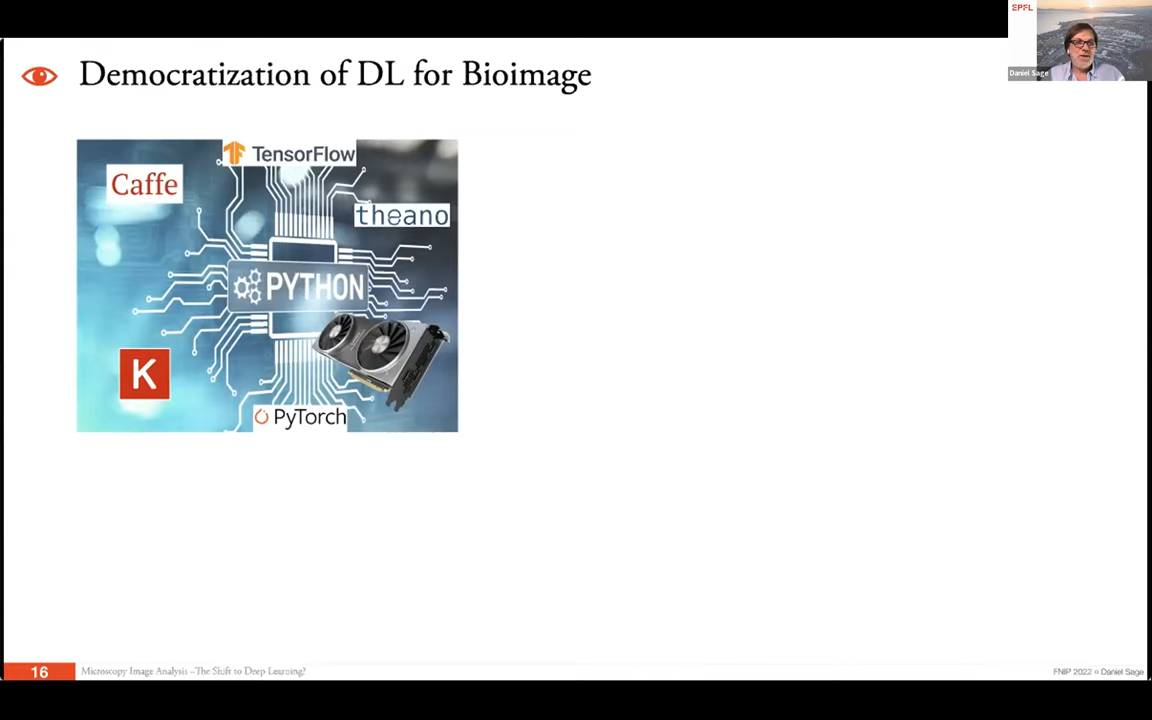 EPFL
Daniel Sage
Democratization of DL for Bioimage
TensorFlow
Caffe
theano
PYTHON
K
PyTorch
16
Microscopy Image Analysis –The Shift to Deep Learning?
FNIP 2022 ○ Daniel Sage